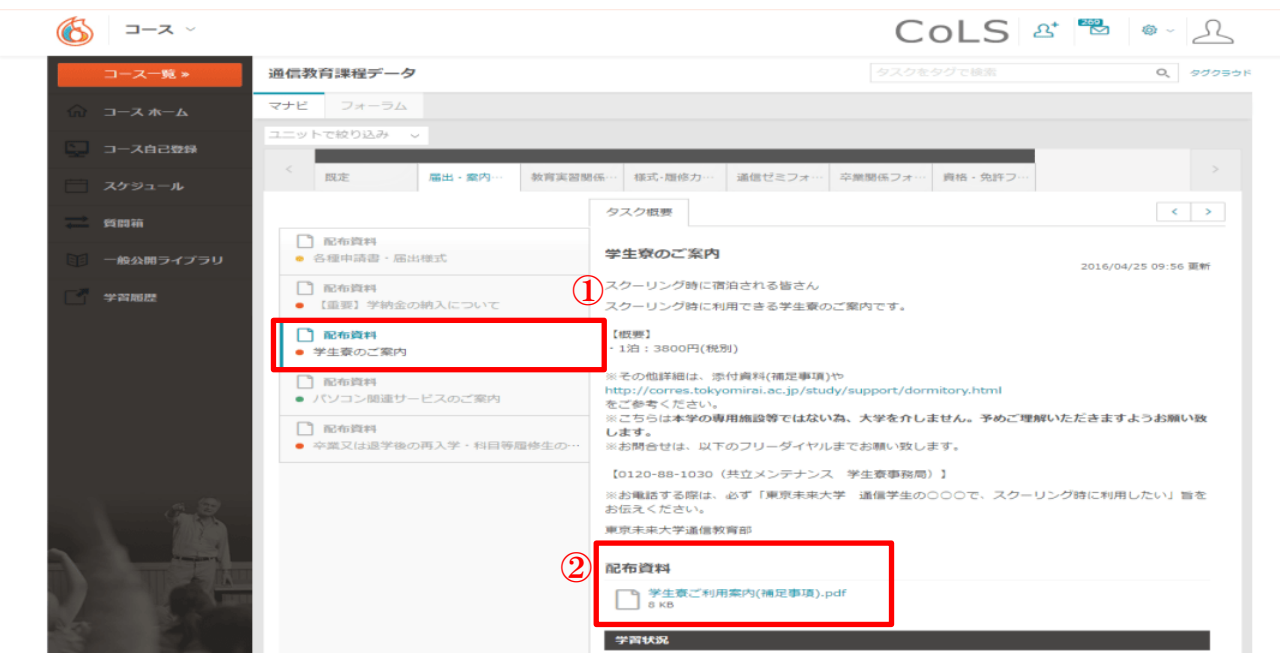 コース
CoLS
269
コース一覧 »
通信教育課程データ
タスクをタグで検索
タグクラウド
コース ホーム
コース自己登録
スケジュール
質問箱
一般公開ライブラリ
学習履歴
マナビ
フォーラム
ユニットで絞り込み
既定
届出・案内…
教育実習関係…
様式・履修カ…
通信ゼミフォ…
卒業関係フォ…
資格・免許フ…
配布資料
各種申請書・届出様式
配布資料
【重要】学納金の納入について
①
配布資料
学生寮のご案内
配布資料
パソコン関連サービスのご案内
配布資料
卒業又は退学後の再入学・科目等履修生の…
タスク概要
学生寮のご案内
2016/04/25 09:56 更新
スクーリング時に宿泊される皆さん
スクーリング時に利用できる学生寮のご案内です。
【概要】
・1泊：3800円(税別)
※その他詳細は、添付資料(補足事項)や
http://corres.tokyomirai.ac.jp/study/support/dormitory.html
をご参考ください。
※こちらは本学の専用施設等ではない為、大学を介しません。予めご理解いただきますようお願い致
します。
※お問合せは、以下のフリーダイヤルまでお願い致します。
【0120-88-1030（共立メンテナンス 学生寮事務局）】
※お電話する際は、必ず「東京未来大学 通信学生の○○○で、スクーリング時に利用したい」旨を
お伝えください。
東京未来大学通信教育部
②
配布資料
学生寮ご利用案内(補足事項).pdf
8 KB
学習状況